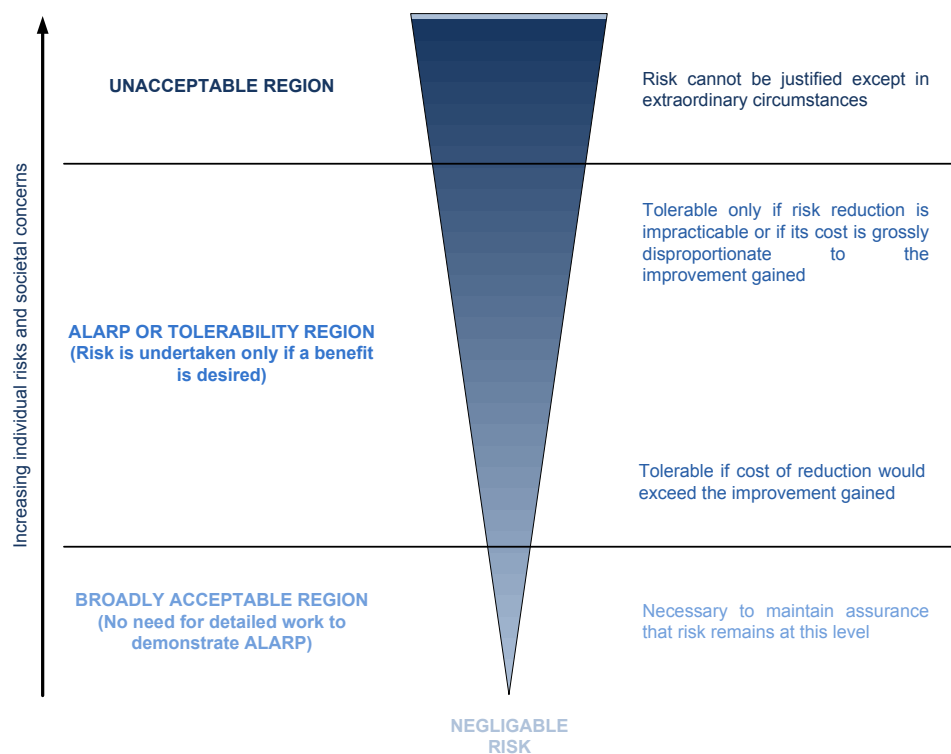 Increasing individual risks and societal concerns
UNACCEPTABLE REGION
Risk cannot be justified except in
extraordinary circumstances
Tolerable only if risk reduction is
impracticable or if its cost is grossly
disproportionate to the
improvement gained
ALARP OR TOLERABILITY REGION
(Risk is undertaken only if a benefit
is desired)
Tolerable if cost of reduction would
exceed the improvement gained
BROADLY ACCEPTABLE REGION
(No need for detailed work to
demonstrate ALARP)
Necessary to maintain assurance
that risk remains at this level
NEGLIGABLE
RISK